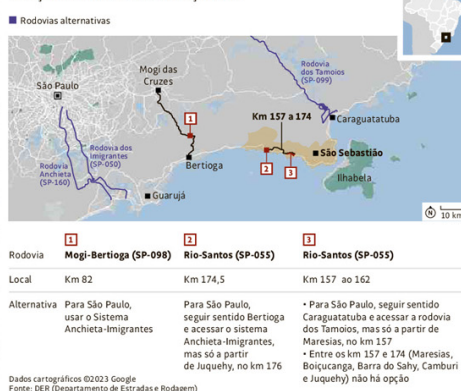 Rodovias alternativas
Mogi das
Cruzes
São Paulo
Rodovia
dos Tamoios
(SP-099)
Km 157 a 174
Caraguatatuba
1
Rodovia dos
Imigrantes
(SP-050)
São Sebastião
Bertioga
2
3
Rodovia
Anchieta
(SP-160)
Ilhabela
Guarujá
N
10 km
1
2
3
Rodovia
Mogi-Bertioga (SP-098)
Rio-Santos (SP-055)
Rio-Santos (SP-055)
Local
Km 82
Km 174,5
Km 157 ao 162
Alternativa
Para São Paulo,
usar o Sistema
Anchieta-Imigrantes
Para São Paulo,
seguir sentido Bertioga
e acessar o sistema
Anchieta-Imigrantes,
mas só a partir
de Juquehy, no km 176
• Para São Paulo, seguir sentido
Caraguatatuba e acessar a rodovia
dos Tamoios, mas só a partir de
Maresias, no km 157
• Entre os km 157 e 174 (Maresias,
Boiçucanga, Barra do Sahy, Camburi
e Juquehy) não há opção
Dados cartográficos ©2023 Google
Fonte: DER (Departamento de Estradas e Rodagem)